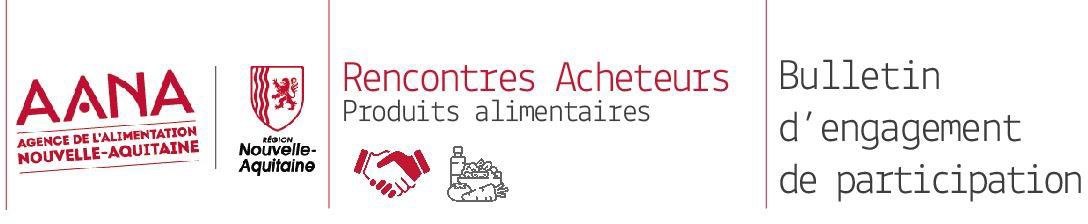 AANA
AGENCE DE L'ALIMENTATION
NOUVELLE-AQUITAINE
RÉGION
Nouvelle-
Aquitaine
Rencontres Acheteurs
Produits alimentaires
Bulletin
d'engagement
de participation